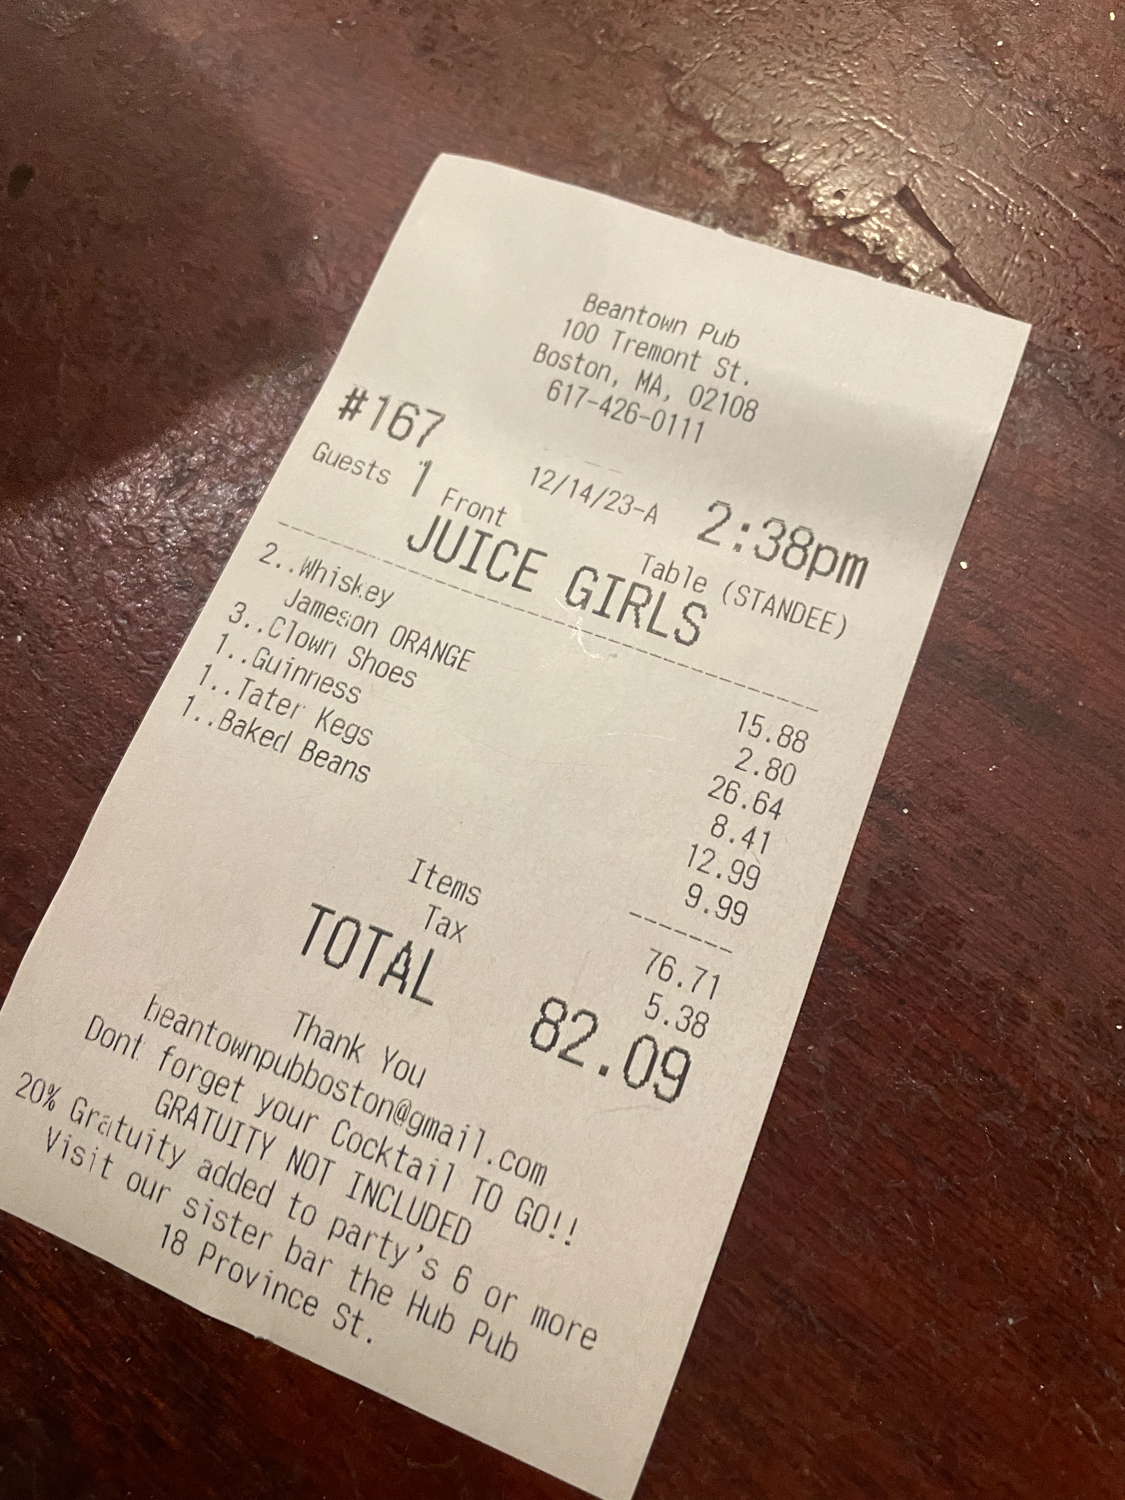 Beantown Pub
100 Tremont St.
Boston, MA, 02108
617-426-0111
#167 12/14/23-A 2:38pm
Guests 1 Front Table (STANDEE)
JUICE GIRLS
2..Whiskey 15.88
Jameson ORANGE 2.80
3..Clown Shoes 26.64
1..Guinness 8.41
1..Tater Kegs 12.99
1..Baked Beans 9.99
Items 76.71
Tax 5.38
TOTAL 82.09
Thank You
beantownpubboston@gmail.com
Dont forget your Cocktail TO GO!!
GRATUITY NOT INCLUDED
20% Gratuity added to party's 6 or more
Visit our sister bar the Hub Pub
18 Province St.